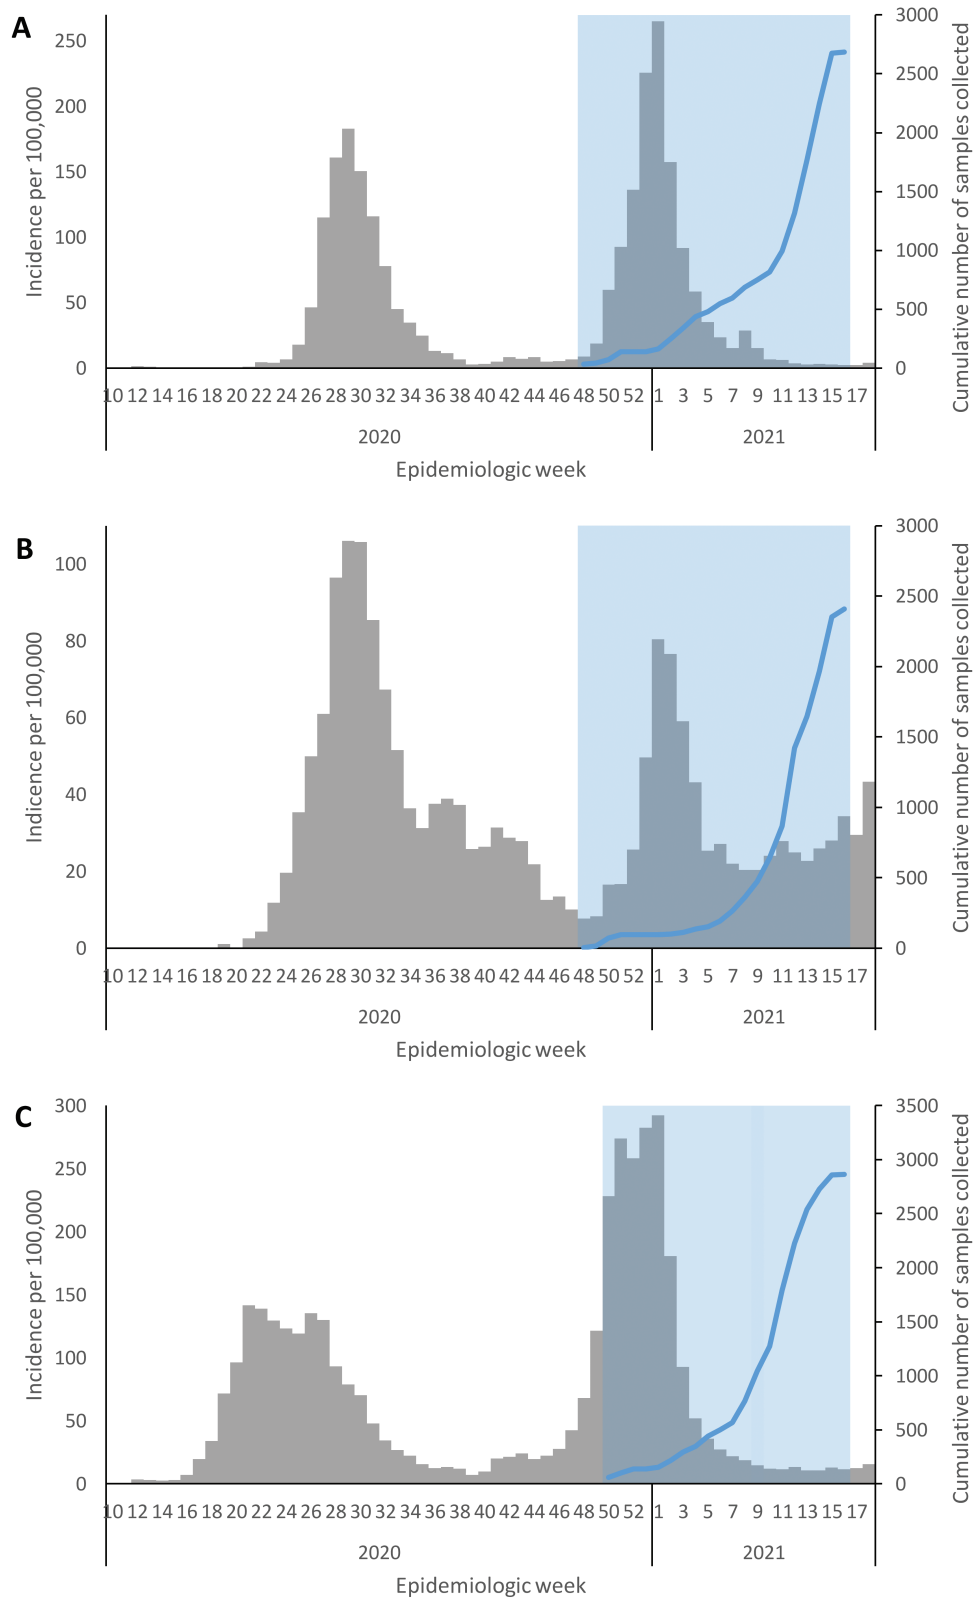 A
Incidence per 100,000
250
200
150
100
50
0
3000
2500
2000
1500
1000
500
0
Cumulative number of samples collected
10 12 14 16 18 20 22 24 26 28 30 32 34 36 38 40 42 44 46 48 50 52 1 3 5 7 9 11 13 15 17
2020 2021
Epidemiologic week
B
Indicence per 100,000
100
80
60
40
20
0
3000
2500
2000
1500
1000
500
0
Cumulative number of samples collected
10 12 14 16 18 20 22 24 26 28 30 32 34 36 38 40 42 44 46 48 50 52 1 3 5 7 9 11 13 15 17
2020 2021
Epidemiologic week
C
Incidence per 100,000
300
250
200
150
100
50
0
3500
3000
2500
2000
1500
1000
500
0
Cumulative number of samples collected
10 12 14 16 18 20 22 24 26 28 30 32 34 36 38 40 42 44 46 48 50 52 1 3 5 7 9 11 13 15 17
2020 2021
Epidemiologic week